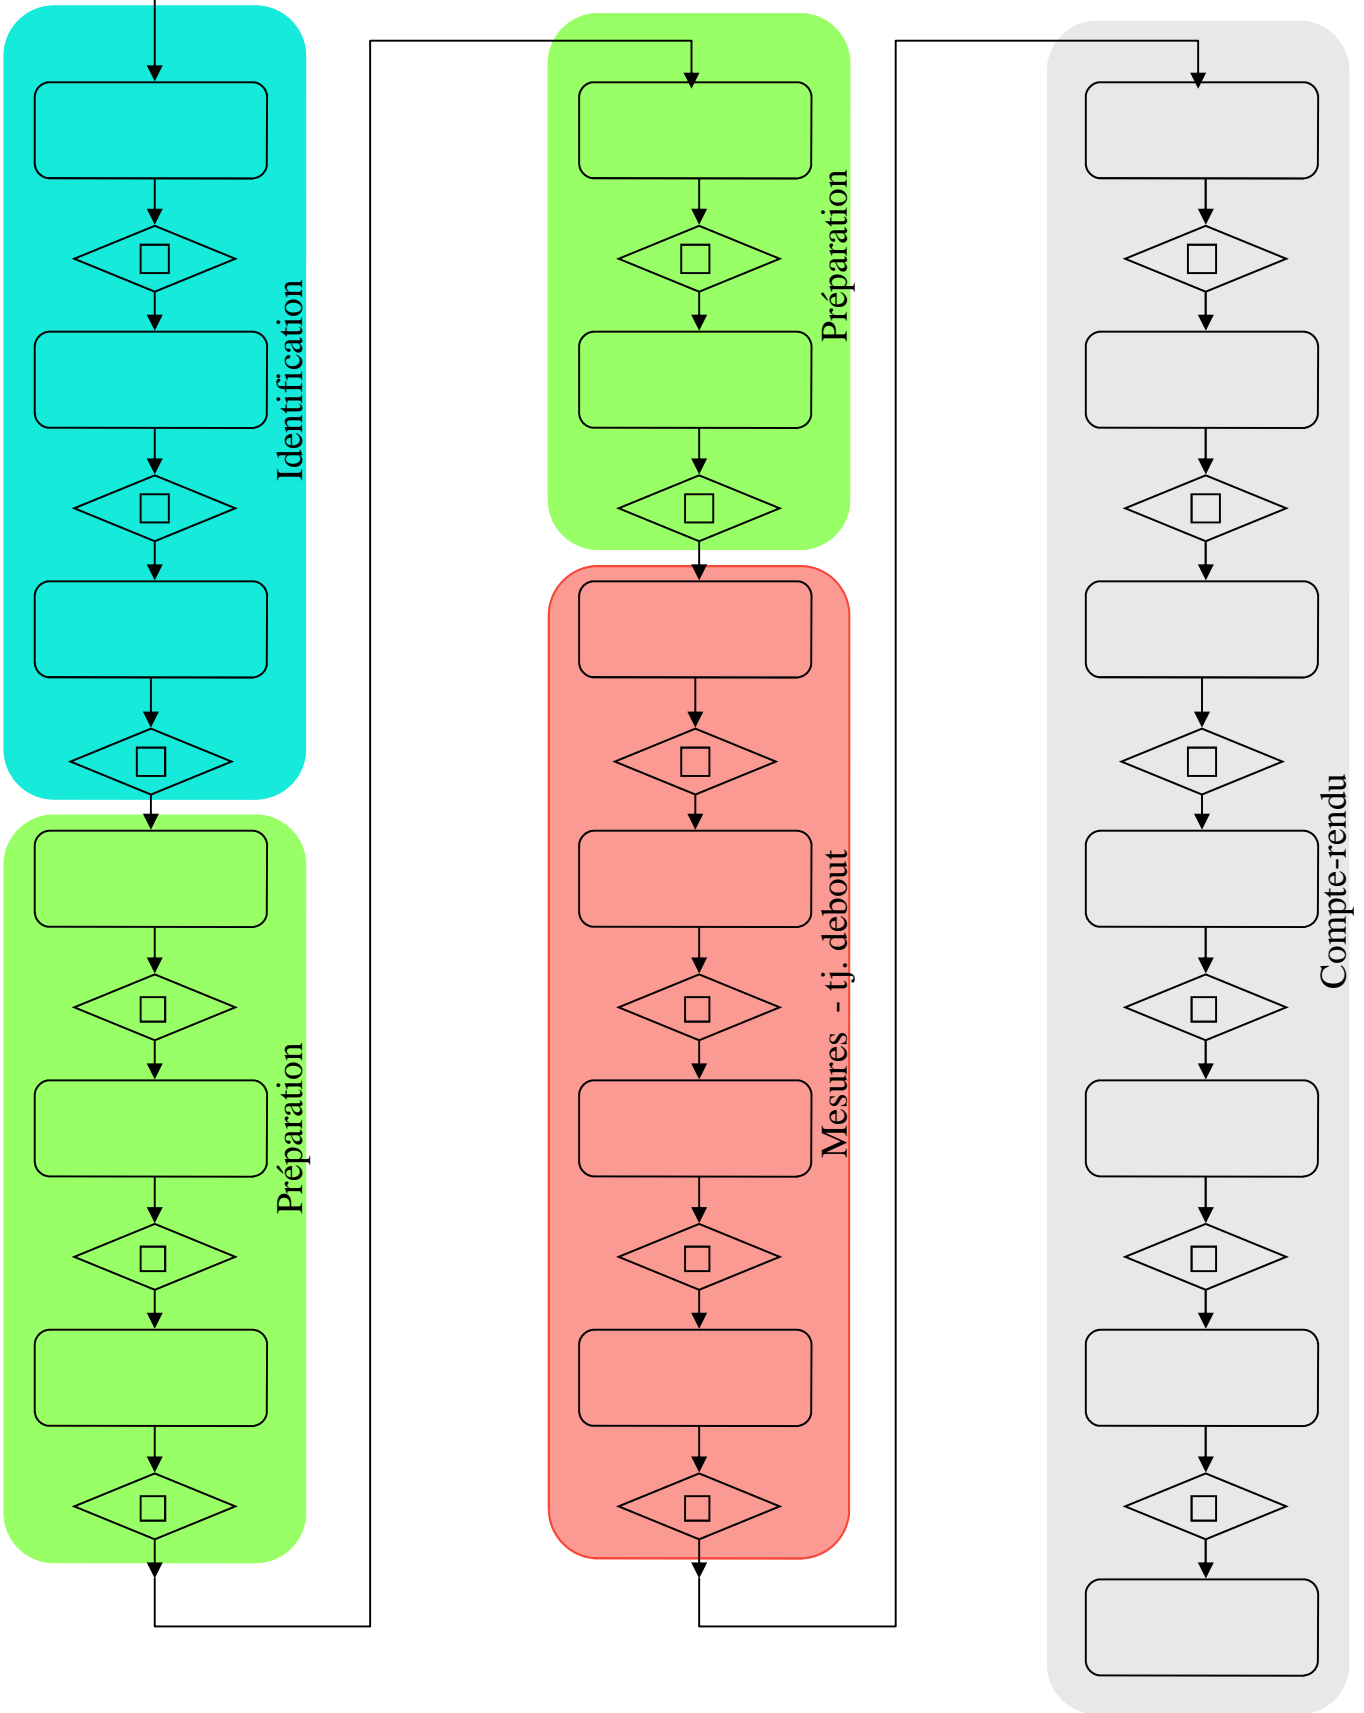 Identification
Préparation
Préparation
Mesures - tj. debout
Compte-rendu